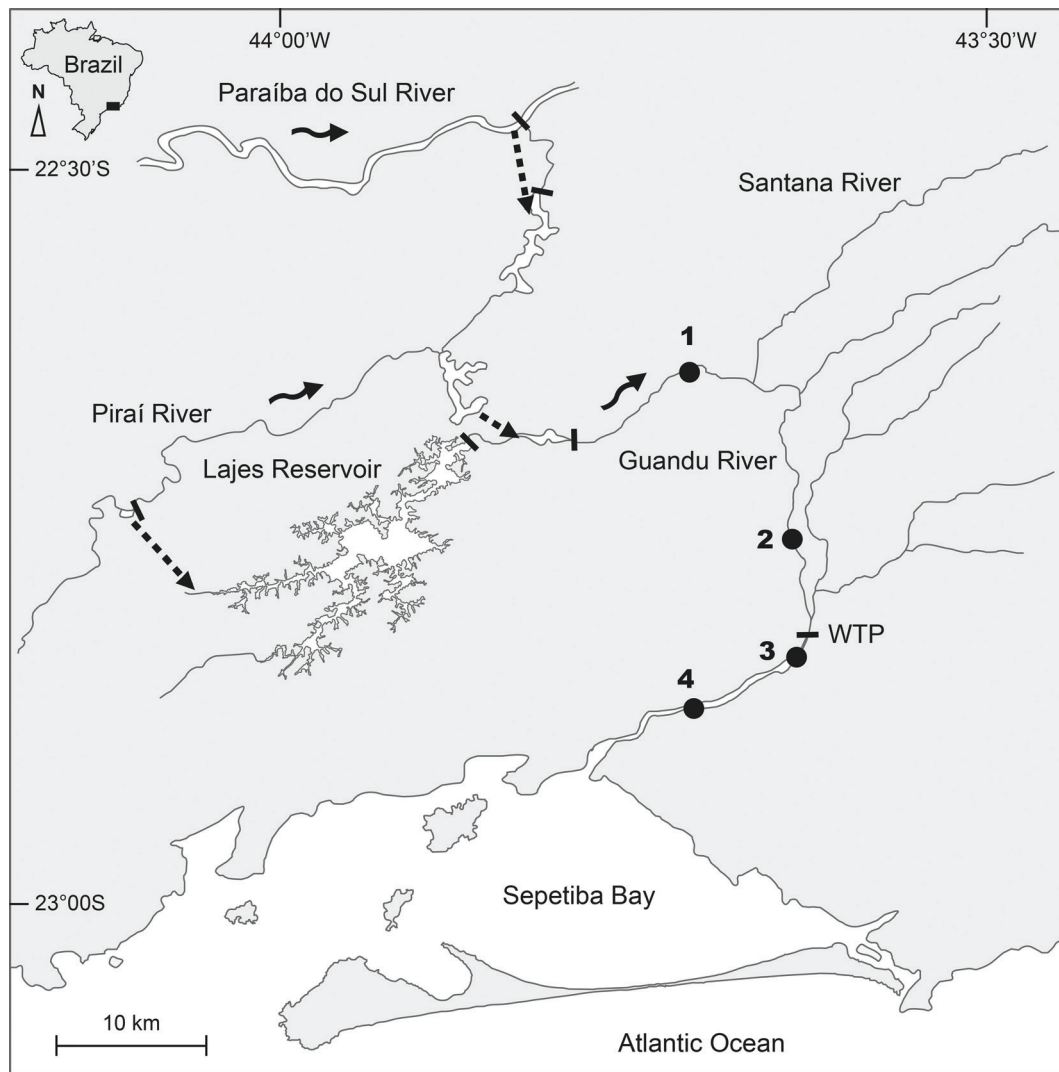 44°00'W
43°30'W
Brazil
N
Paraíba do Sul River
22°30'S
Santana River
1
Piraí River
Lajes Reservoir
Guandu River
2
WTP
3
4
Sepetiba Bay
23°00S
10 km
Atlantic Ocean